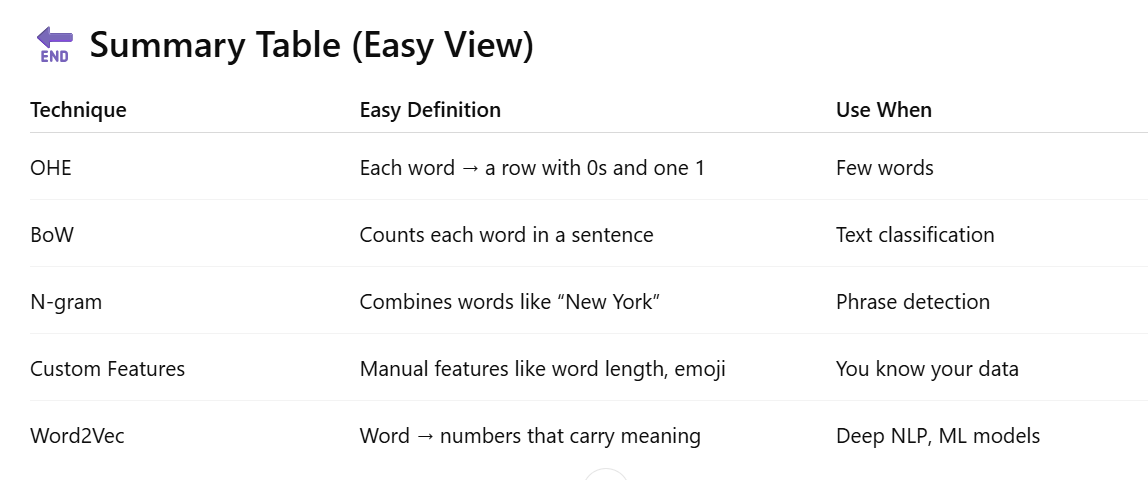 END Summary Table (Easy View)
Technique Easy Definition Use When
OHE Each word → a row with 0s and one 1 Few words
BoW Counts each word in a sentence Text classification
N-gram Combines words like “New York” Phrase detection
Custom Features Manual features like word length, emoji You know your data
Word2Vec Word → numbers that carry meaning Deep NLP, ML models